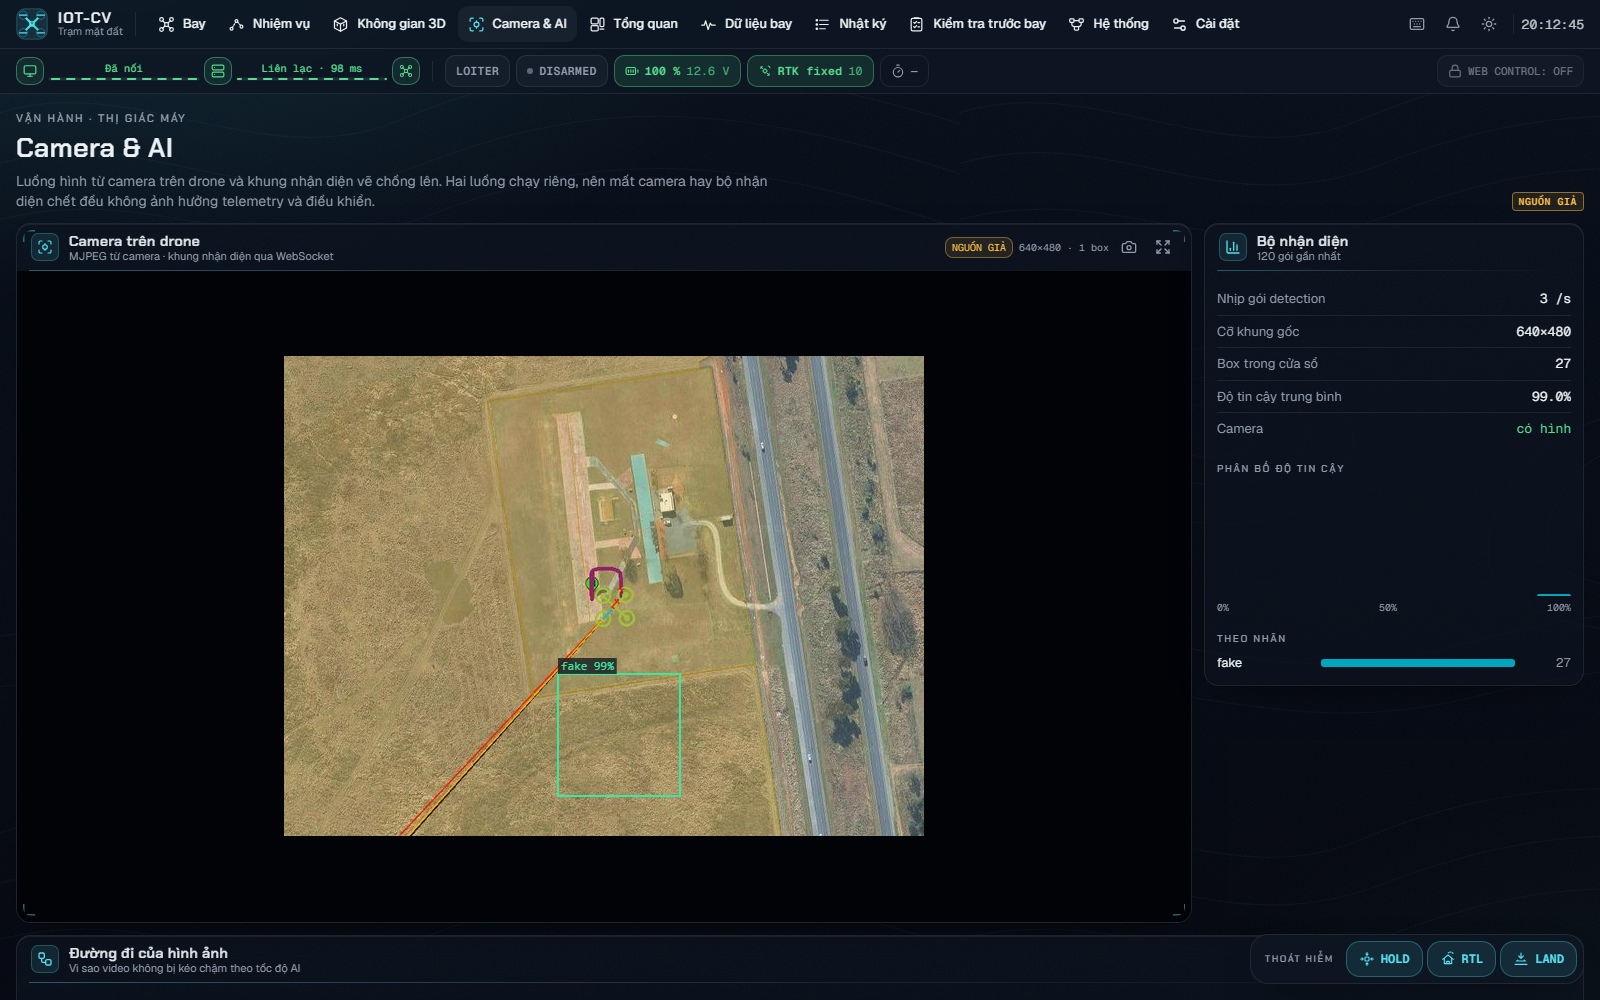 IOT-CV
Trạm mặt đất
Bay
Nhiệm vụ
Không gian 3D
Camera & AI
Tổng quan
Dữ liệu bay
Nhật ký
Kiểm tra trước bay
Hệ thống
Cài đặt
20:12:45
Đã nối
Liên lạc · 98 ms
LOITER
DISARMED
100 % 12.6 V
RTK fixed 10
–
WEB CONTROL: OFF
VẬN HÀNH · THỊ GIÁC MÁY
Camera & AI
Luồng hình từ camera trên drone và khung nhận diện vẽ chồng lên. Hai luồng chạy riêng, nên mất camera hay bộ nhận
diện chết đều không ảnh hưởng telemetry và điều khiển.
NGUỒN GIẢ
Camera trên drone
MJPEG từ camera · khung nhận diện qua WebSocket
NGUỒN GIẢ
640×480 · 1 box
fake 99%
Bộ nhận diện
120 gói gần nhất
Nhịp gói detection
3 /s
Cỡ khung gốc
640×480
Box trong cửa sổ
27
Độ tin cậy trung bình
99.0%
Camera
có hình
PHÂN BỐ ĐỘ TIN CẬY
0%
50%
100%
THEO NHÃN
fake
27
Đường đi của hình ảnh
Vì sao video không bị kéo chậm theo tốc độ AI
THOÁT HIỂM
HOLD
RTL
LAND